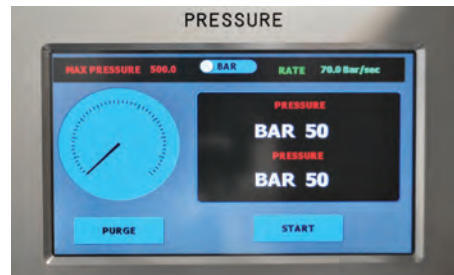 PRESSURE
MAX PRESSURE 500.0 BAR RATE 70.0 Bar/sec
PRESSURE
BAR 50
PRESSURE
BAR 50
PURGE START